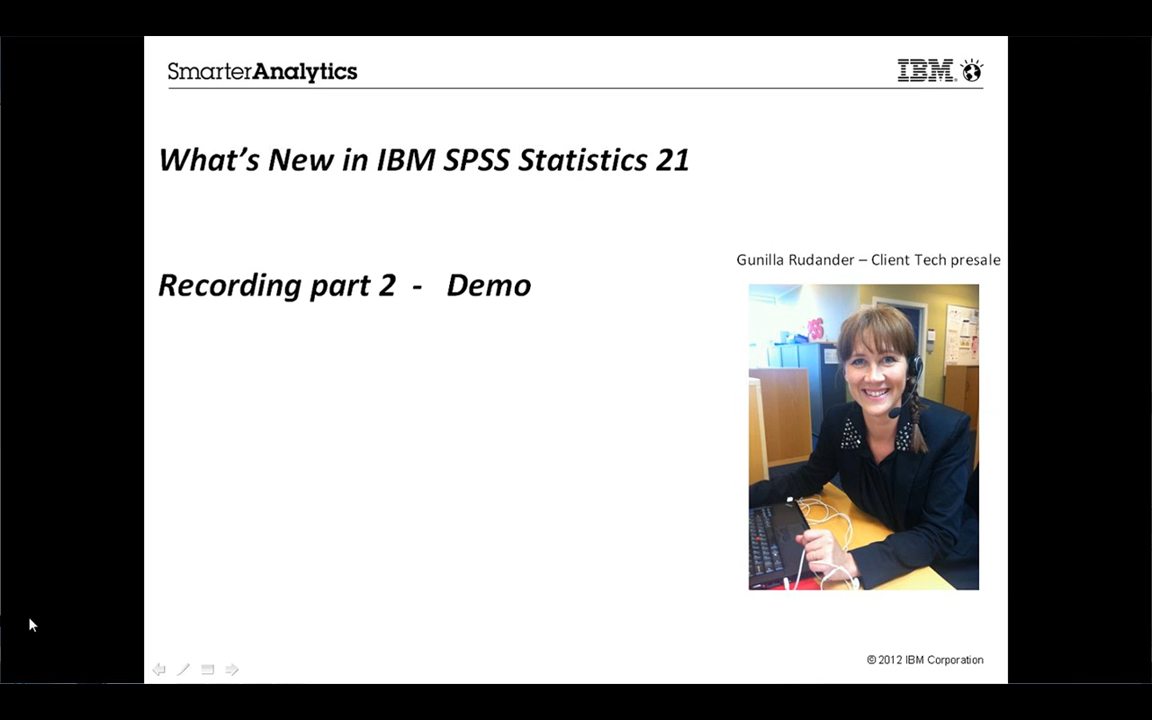 SmarterAnalytics
IBM
What's New in IBM SPSS Statistics 21
Gunilla Rudander – Client Tech presale
Recording part 2 - Demo
© 2012 IBM Corporation